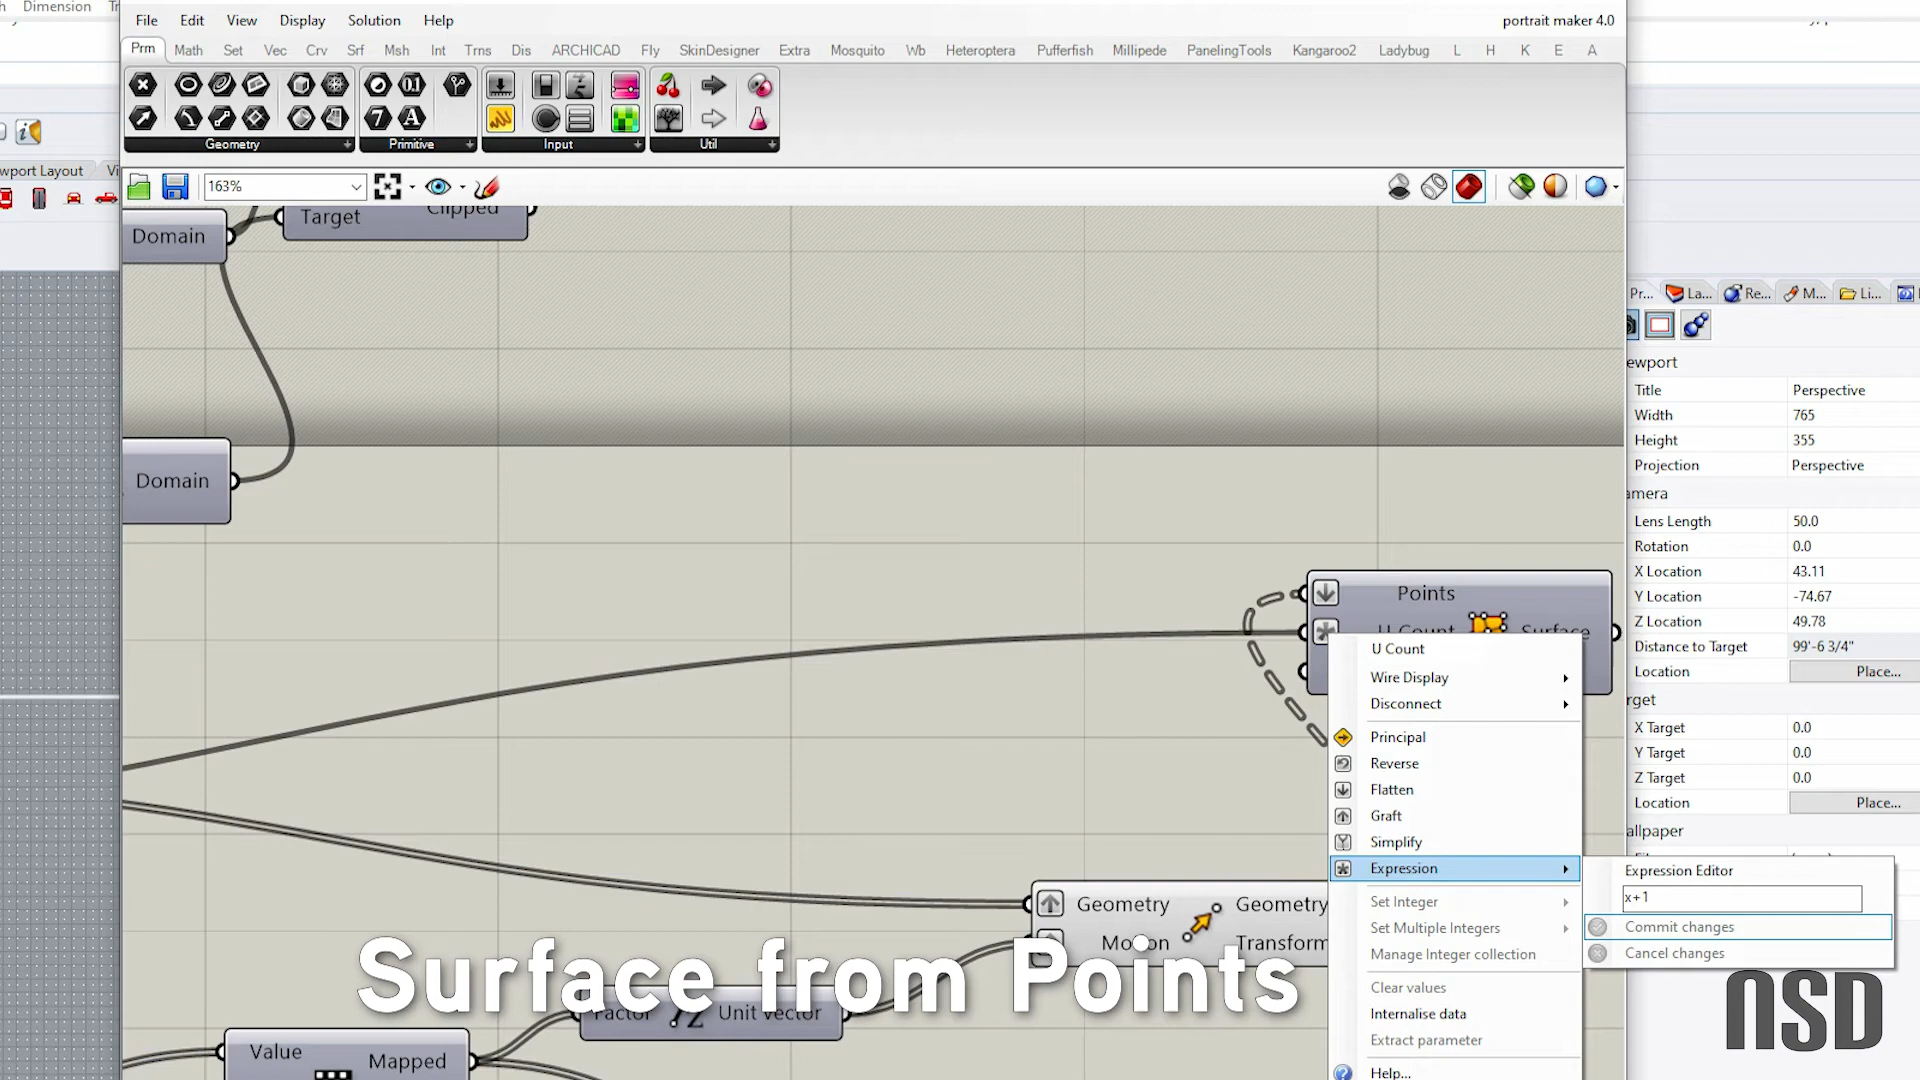 Dimension
File Edit View Display Solution Help
portrait maker 4.0
Prm Math Set Vec Crv Srf Msh Int Trns Dis ARCHICAD Fly SkinDesigner Extra Mosquito Wb Heteroptera Pufferfish Millipede PanelingTools Kangaroo2 Ladybug L H K E A
Geometry Primitive Input Util
wport Layout
163%
Target Clipped
Domain
Domain
Points
U Count Surface
U Count
Wire Display
Disconnect
Principal
Reverse
Flatten
Graft
Simplify
Expression
Set Integer
Set Multiple Integers
Manage Integer collection
Clear values
Internalise data
Extract parameter
Help...
Expression Editor
x+1
Commit changes
Cancel changes
Geometry Geometry
Motion Transform
Surface from Points
Factor Unit Vector
Value Mapped
Pr... La... Re... M... Li...
ewport
Title Perspective
Width 765
Height 355
Projection Perspective
amera
Lens Length 50.0
Rotation 0.0
X Location 43.11
Y Location -74.67
Z Location 49.78
Distance to Target 99'-6 3/4"
Location Place...
rget
X Target 0.0
Y Target 0.0
Z Target 0.0
Location Place...
allpaper
NSD